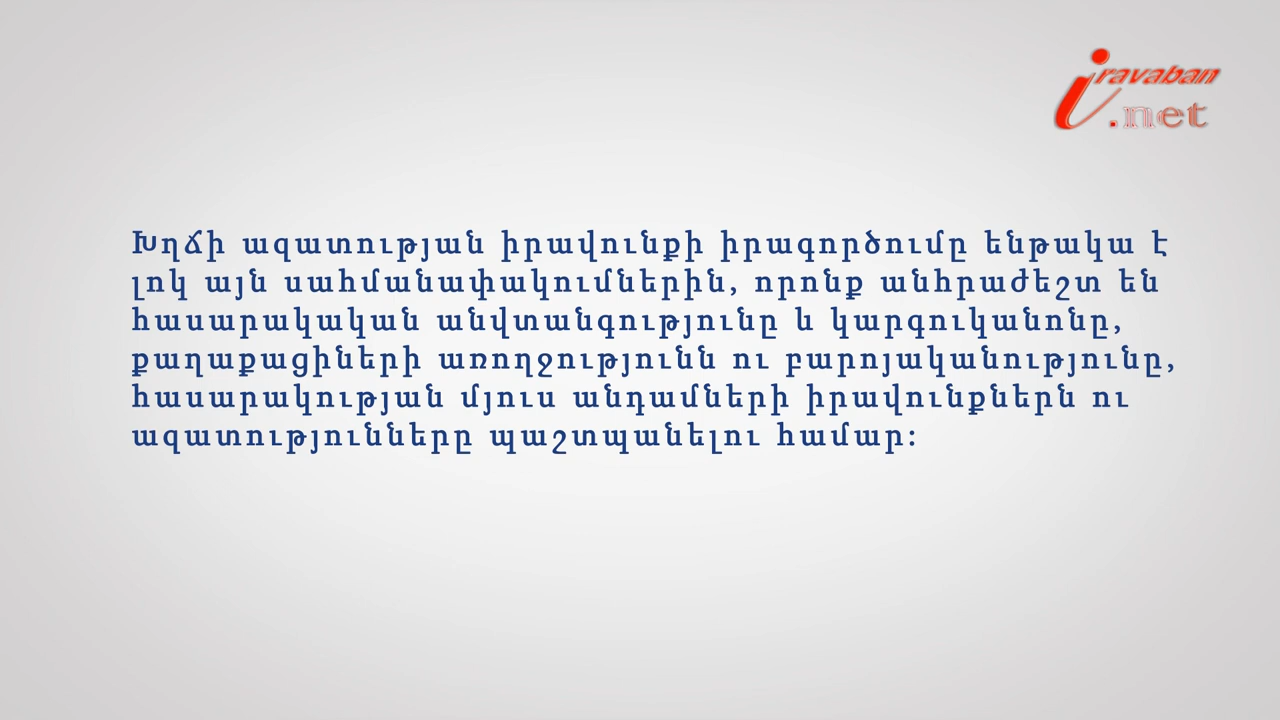 iravaban
.net
Խղճի ազատության իրավունքի իրագործումը ենթակա է
լոկ այն սահմանափակումներին, որոնք անհրաժեշտ են
հասարակական անվտանգությունը և կարգուկանոնը,
քաղաքացիների առողջությունն ու բարոյականությունը,
հասարակության մյուս անդամների իրավունքներն ու
ազատությունները պաշտպանելու համար: